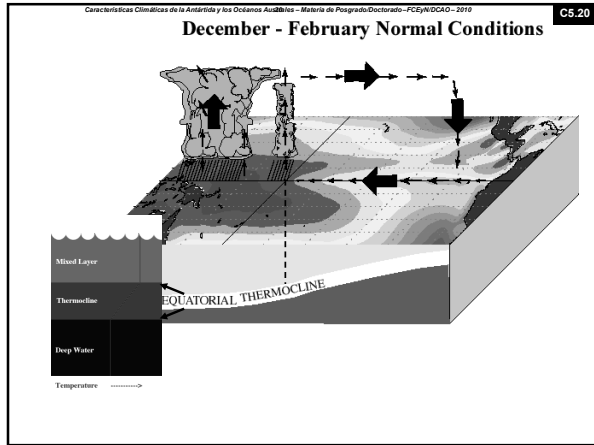 Características Climáticas de la Antártida y los Océanos Australes – Materia de Posgrado/Doctorado – FCEyN/DCAO – 2010
C5.20
December - February Normal Conditions
Mixed Layer
Thermocline
EQUATORIAL THERMOCLINE
Deep Water
Temperature ----------->